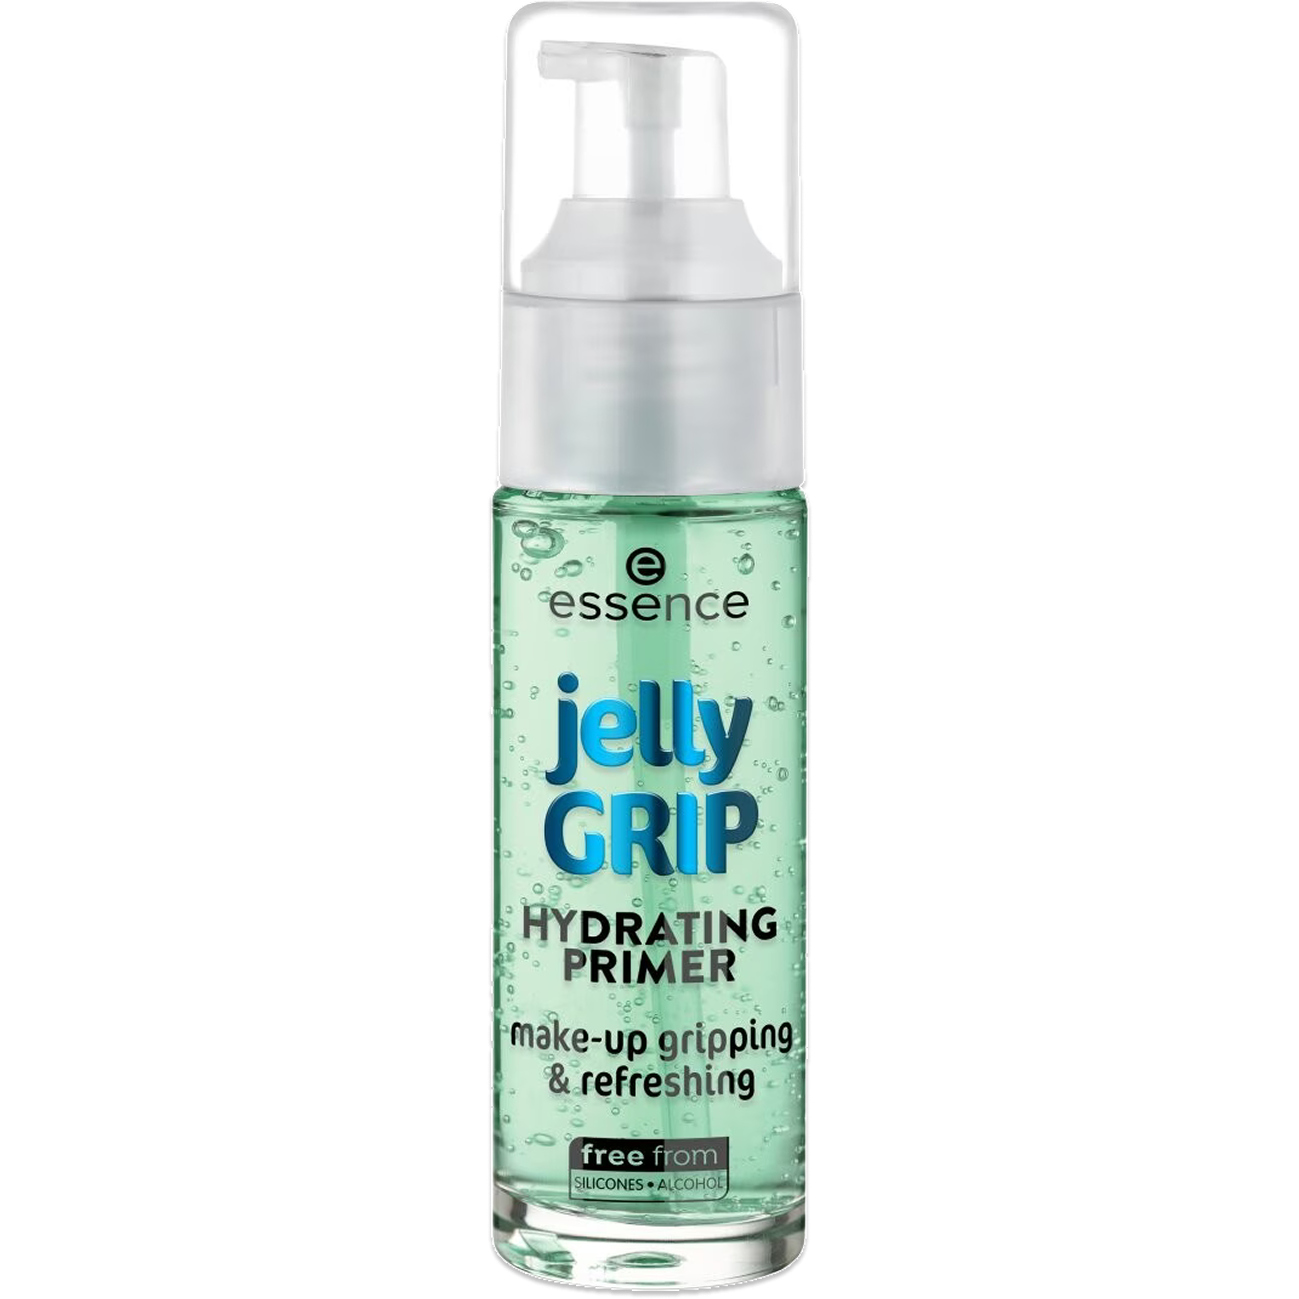 e
essence
jelly
GRIP
HYDRATING
PRIMER
make-up gripping
& refreshing
free from
SILICONES • ALCOHOL